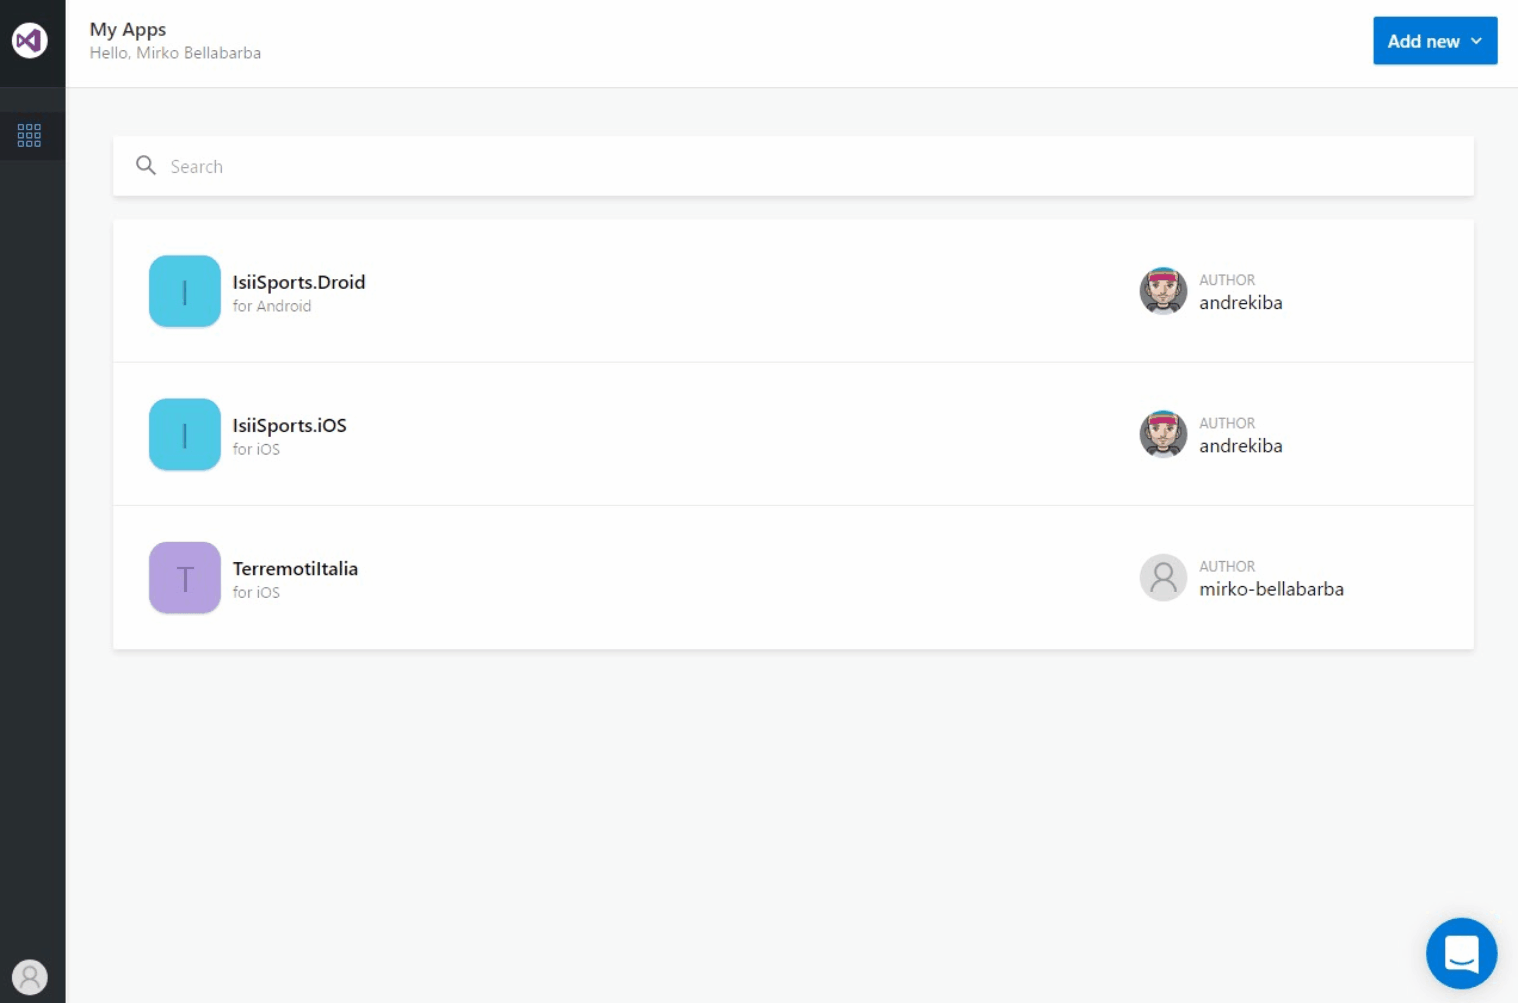 My Apps
Hello, Mirko Bellabarba
Add new
Search
I
IsiiSports.Droid
for Android
AUTHOR
andrekiba
I
IsiiSports.iOS
for iOS
AUTHOR
andrekiba
T
TerremotiItalia
for iOS
AUTHOR
mirko-bellabarba